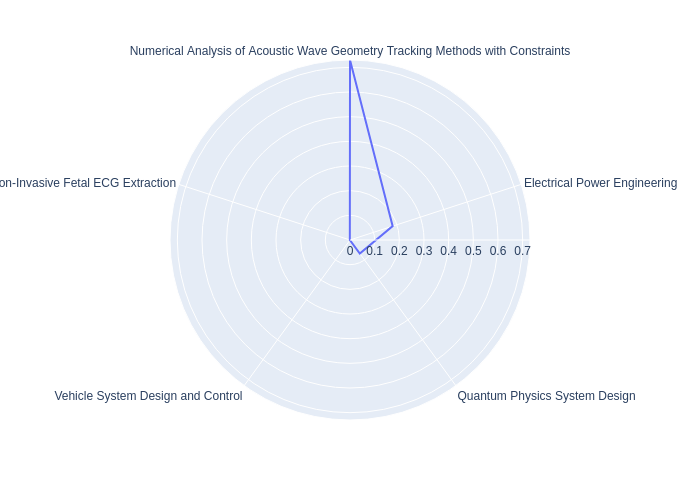 Numerical Analysis of Acoustic Wave Geometry Tracking Methods with Constraints
on-Invasive Fetal ECG Extraction
Electrical Power Engineering
0 0.1 0.2 0.3 0.4 0.5 0.6 0.7
Vehicle System Design and Control
Quantum Physics System Design